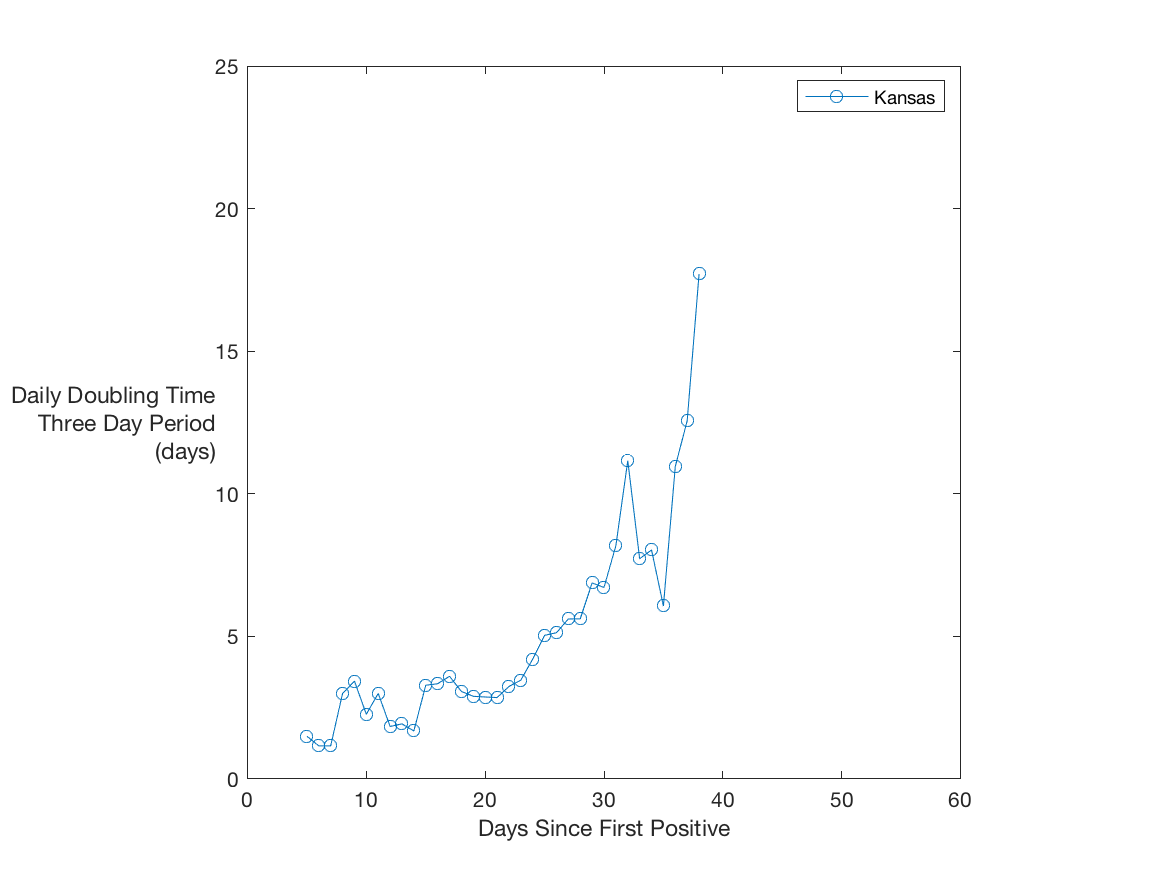 25
Kansas
20
15
Daily Doubling Time
Three Day Period
(days)
10
5
0
0 10 20 30 40 50 60
Days Since First Positive